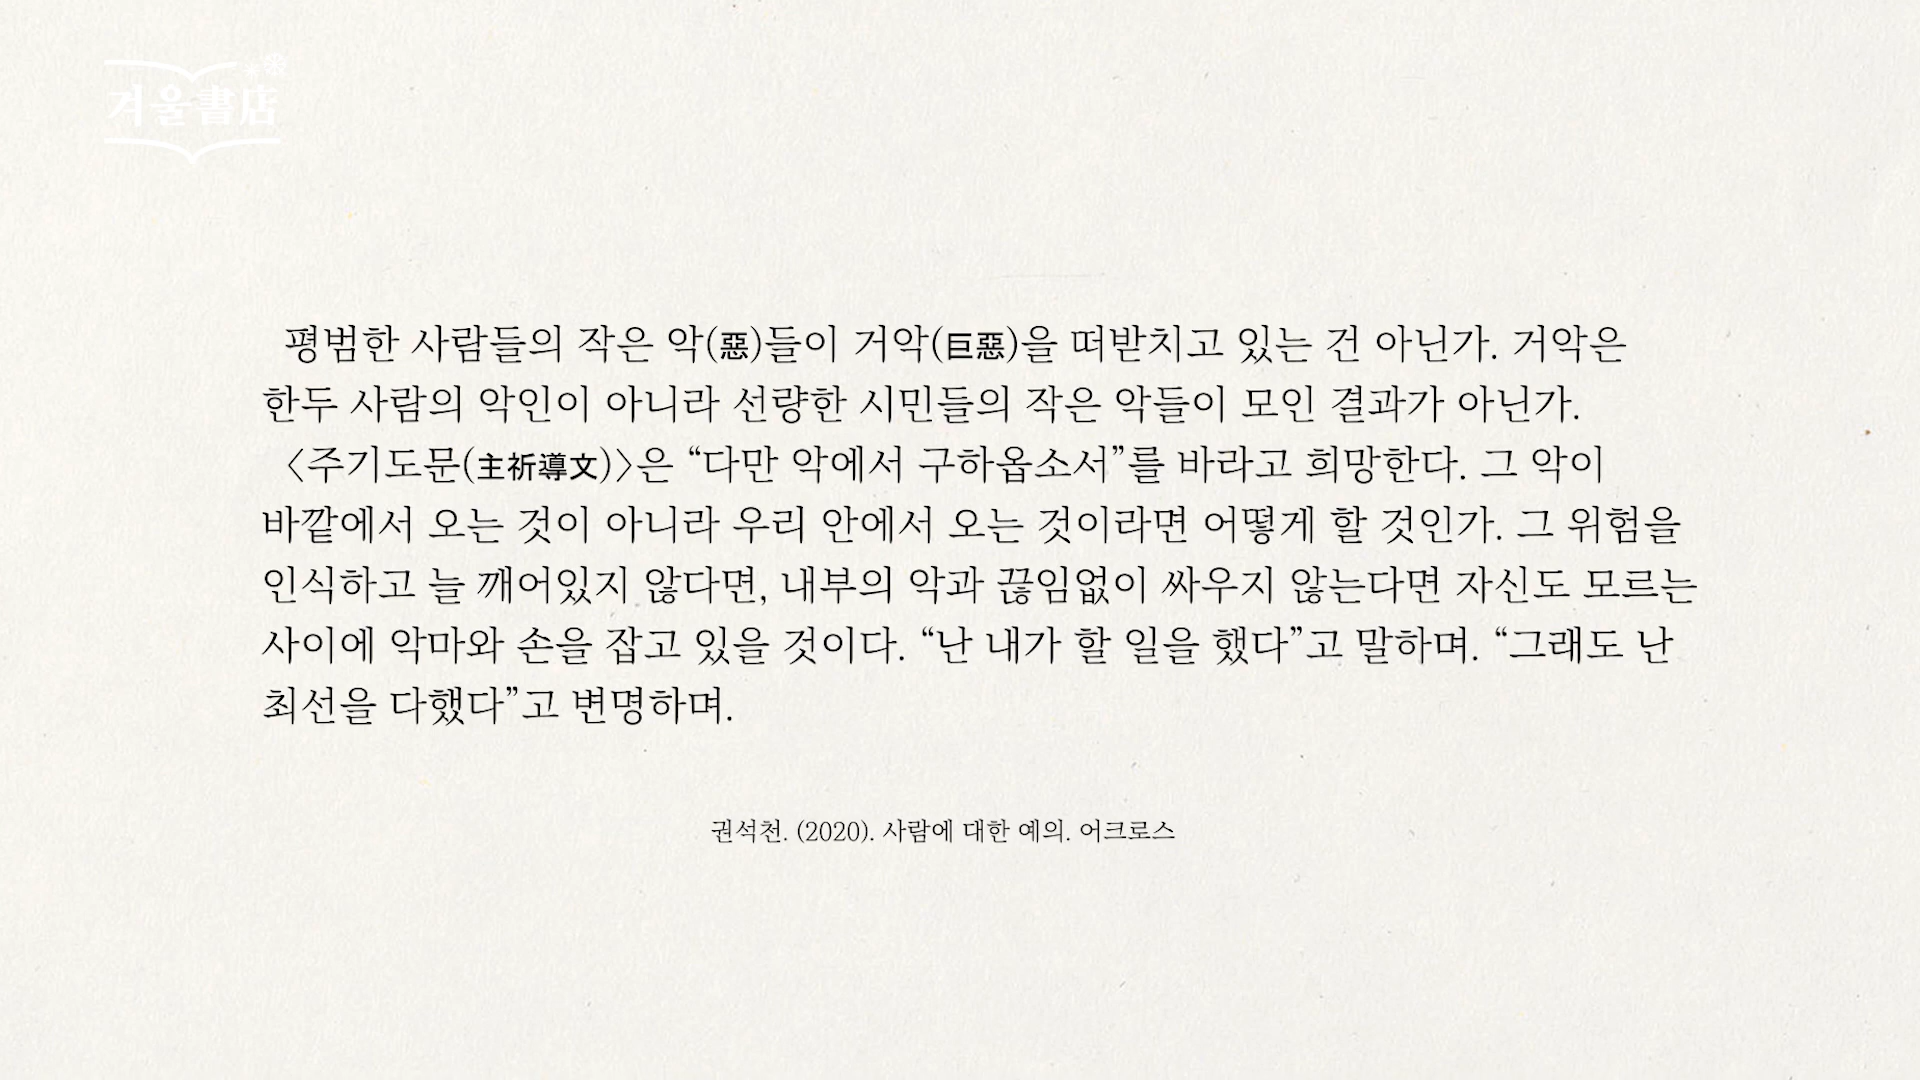 겨울書店
평범한 사람들의 작은 악(惡)들이 거악(巨惡)을 떠받치고 있는 건 아닌가. 거악은
한두 사람의 악인이 아니라 선량한 시민들의 작은 악들이 모인 결과가 아닌가.
〈주기도문(主祈導文)〉은 “다만 악에서 구하옵소서”를 바라고 희망한다. 그 악이
바깥에서 오는 것이 아니라 우리 안에서 오는 것이라면 어떻게 할 것인가. 그 위험을
인식하고 늘 깨어있지 않다면, 내부의 악과 끊임없이 싸우지 않는다면 자신도 모르는
사이에 악마와 손을 잡고 있을 것이다. “난 내가 할 일을 했다”고 말하며. “그래도 난
최선을 다했다”고 변명하며.
권석천. (2020). 사람에 대한 예의. 어크로스